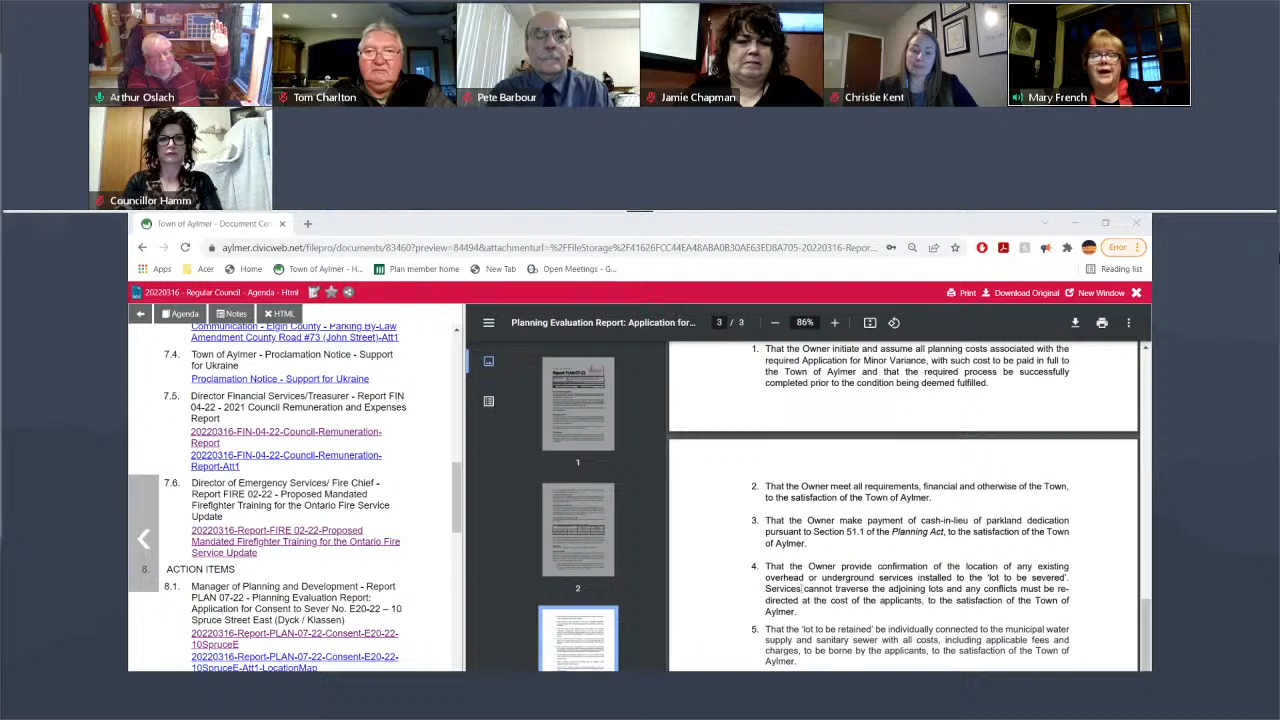 Arthur Oslach
Tom Charlton
Pete Barbour
Jamie Chapman
Christie Kent
Mary French
Councillor Hamm
Town of Aylmer - Document Cen
aylmer.civicweb.net/filepro/documents/83460?preview=84494&attachmenturl=%2FFileStorage%2F41626FCC44EA48ABA0B30AE63ED8A705-20220316-Repor...
Error
Apps
Acer
Home
Town of Aylmer - H...
Plan member home
New Tab
Open Meetings - G...
Reading list
20220316 - Regular Council - Agenda - Html
Print
Download Original
New Window
Agenda
Notes
HTML
Communication - Elgin County - Parking By-Law
Amendment County Road #73 (John Street)-Att1
7.4. Town of Aylmer - Proclamation Notice - Support
for Ukraine
Proclamation Notice - Support for Ukraine
7.5. Director Financial Services/Treasurer - Report FIN
04-22 - 2021 Council Remuneration and Expenses
Report
20220316-FIN-04-22-Council-Remuneration-
Report
20220316-FIN-04-22-Council-Remuneration-
Report-Att1
7.6. Director of Emergency Services/ Fire Chief -
Report FIRE 02-22 - Proposed Mandated
Firefighter Training for the Ontario Fire Service
Update
20220316-Report-FIRE 02-22-Proposed
Mandated Firefighter Training for the Ontario Fire
Service Update
8. ACTION ITEMS
8.1. Manager of Planning and Development - Report
PLAN 07-22 - Planning Evaluation Report:
Application for Consent to Sever No. E20-22 – 10
Spruce Street East (Dyck / Klassen)
20220316-Report-PLAN-07-22-Consent-E20-22-
10SpruceE
20220316-Report-PLAN-07-22-Consent-E20-22-
10SpruceE-Att1-LocationMap
Planning Evaluation Report: Application for...
3 / 3
86%
Report PLAN 07-22
1
2
1. That the Owner initiate and assume all planning costs associated with the
required Application for Minor Variance, with such cost to be paid in full to
the Town of Aylmer and that the required process be successfully
completed prior to the condition being deemed fulfilled.
2. That the Owner meet all requirements, financial and otherwise of the Town,
to the satisfaction of the Town of Aylmer.
3. That the Owner make payment of cash-in-lieu of parkland dedication
pursuant to Section 51.1 of the Planning Act, to the satisfaction of the Town
of Aylmer.
4. That the Owner provide confirmation of the location of any existing
overhead or underground services installed to the 'lot to be severed'.
Services cannot traverse the adjoining lots and any conflicts must be re-
directed at the cost of the applicants, to the satisfaction of the Town of
Aylmer.
5. That the 'lot to be retained' be individually connected to the municipal water
supply and sanitary sewer with all costs, including applicable fees and
charges, to be borne by the applicants, to the satisfaction of the Town of
Aylmer.